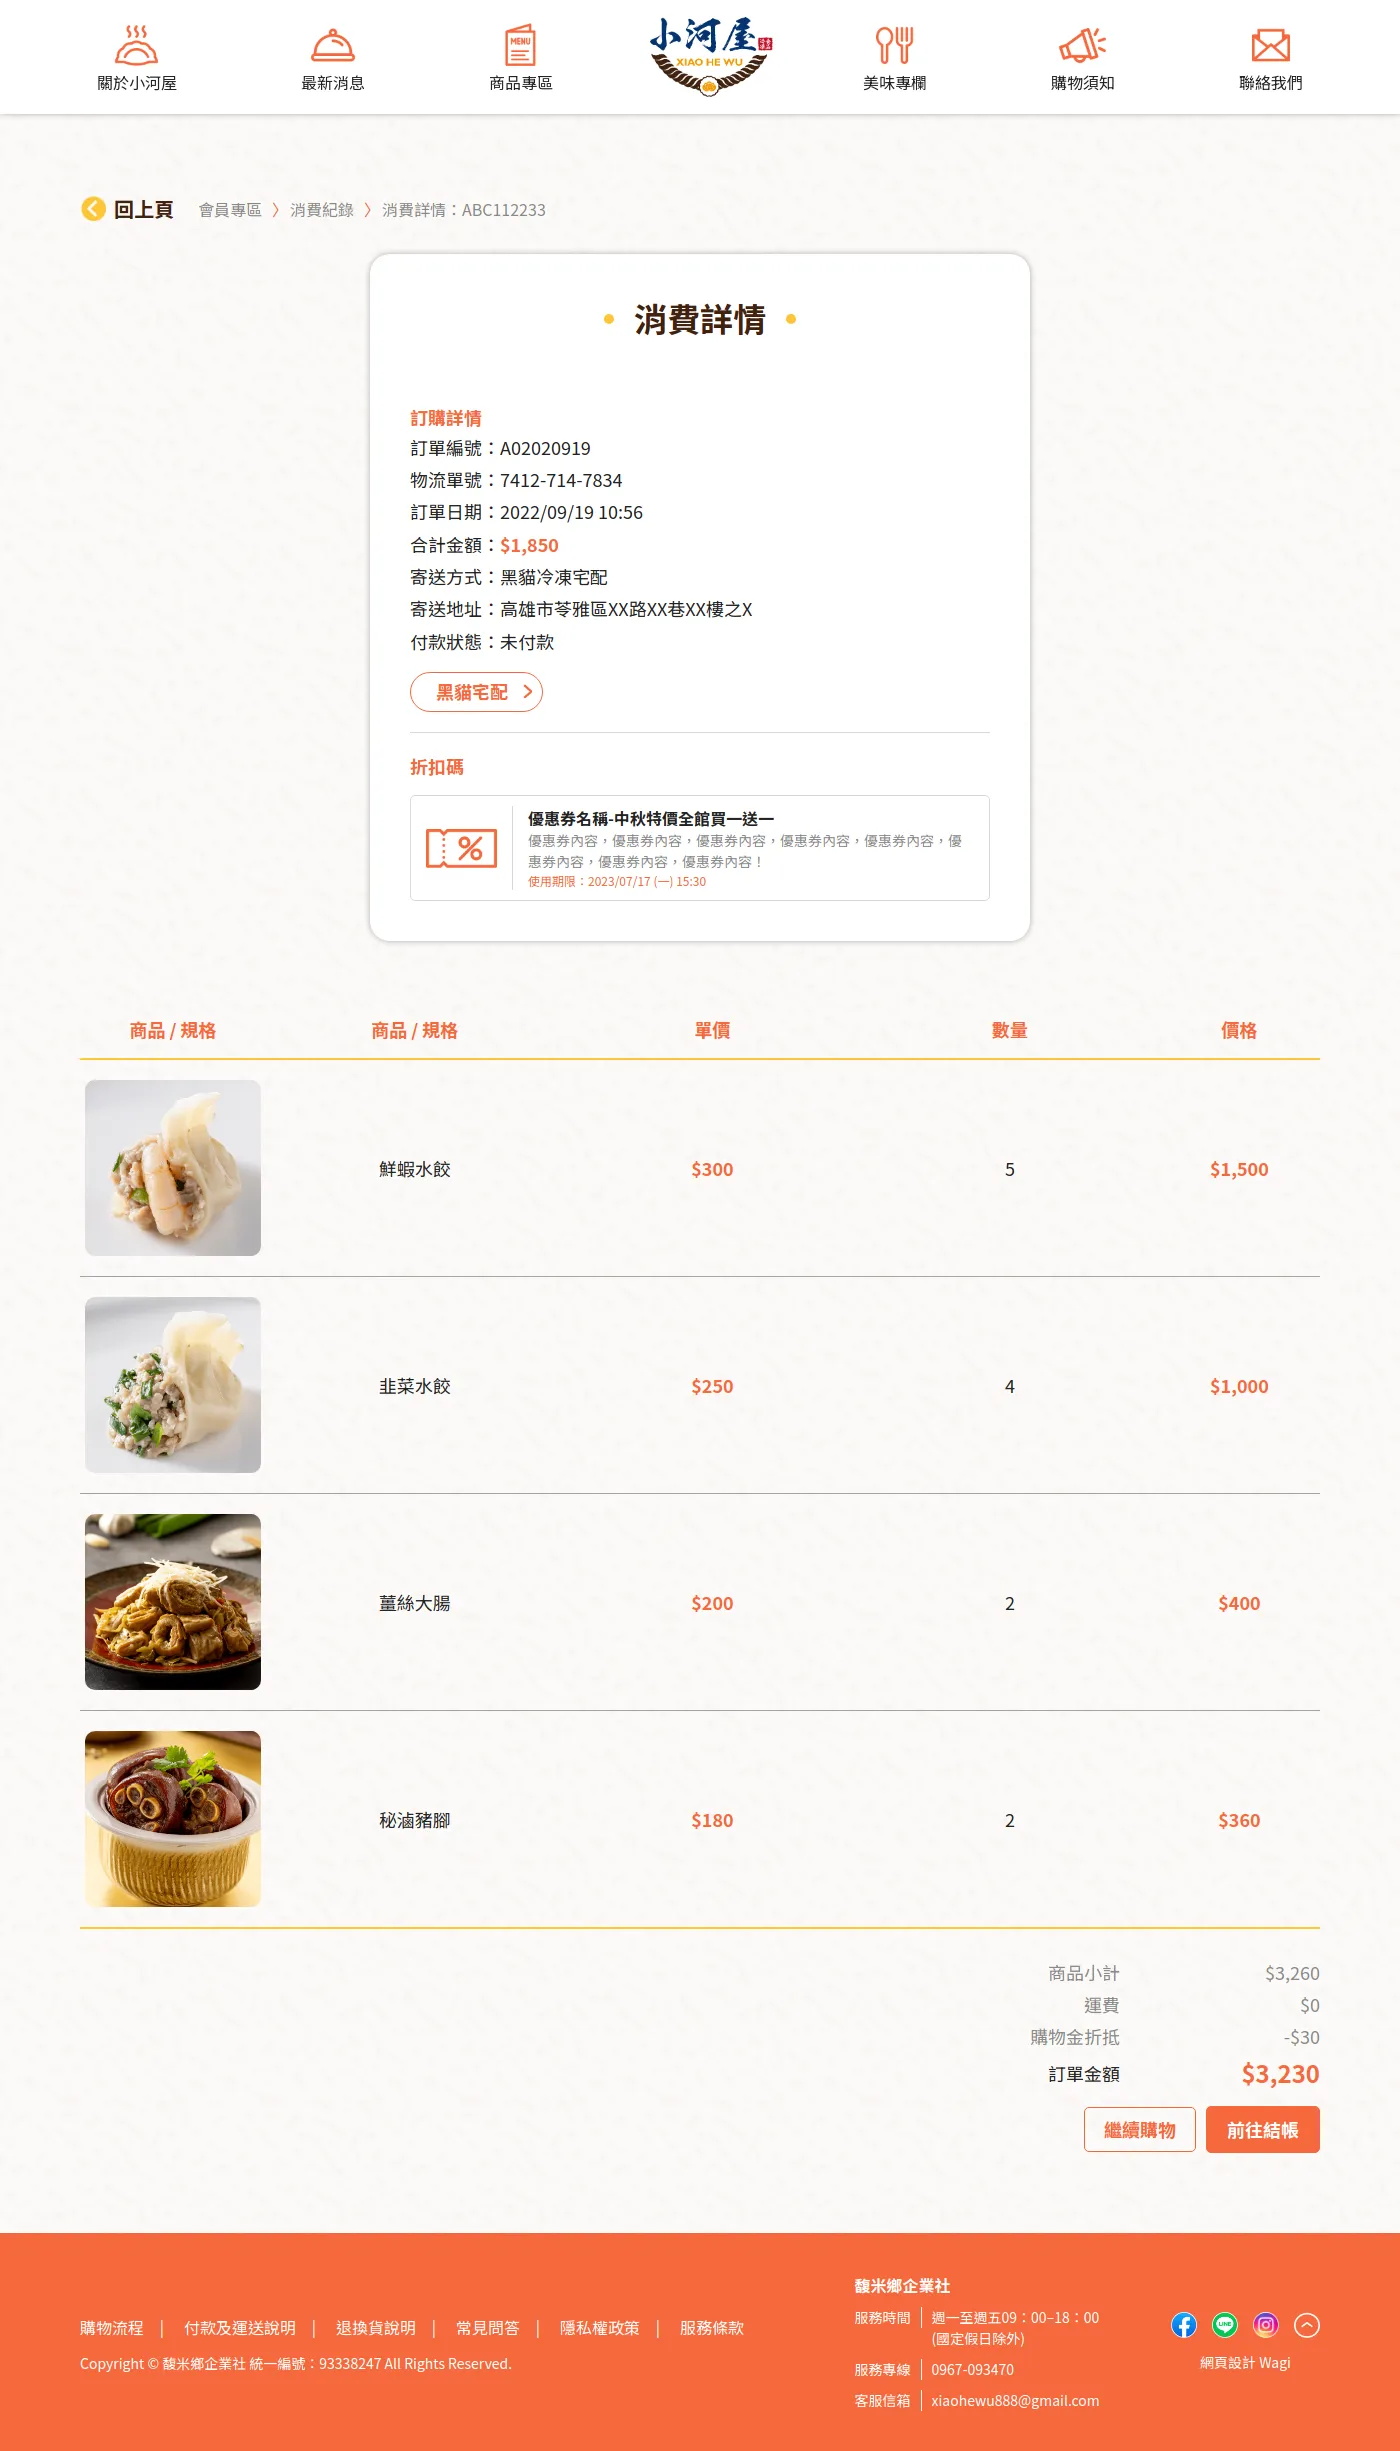 關於小河屋
最新消息
MENU
商品專區
小河屋
XIAO HE WU
美味專欄
購物須知
聯絡我們
回上頁 會員專區 〉 消費紀錄 〉 消費詳情：ABC112233
消費詳情
訂購詳情
訂單編號：A02020919
物流單號：7412-714-7834
訂單日期：2022/09/19 10:56
合計金額：$1,850
寄送方式：黑貓冷凍宅配
寄送地址：高雄市苓雅區XX路XX巷XX樓之X
付款狀態：未付款
黑貓宅配
折扣碼
%
優惠券名稱-中秋特價全館買一送一
優惠券內容，優惠券內容，優惠券內容，優惠券內容，優惠券內容，優
惠券內容，優惠券內容，優惠券內容！
使用期限：2023/07/17 (一) 15:30
商品 / 規格 商品 / 規格 單價 數量 價格
鮮蝦水餃 $300 5 $1,500
韭菜水餃 $250 4 $1,000
薑絲大腸 $200 2 $400
秘滷豬腳 $180 2 $360
商品小計 $3,260
運費 $0
購物金折抵 -$30
訂單金額 $3,230
繼續購物 前往結帳
購物流程 | 付款及運送說明 | 退換貨說明 | 常見問答 | 隱私權政策 | 服務條款
Copyright © 馥米鄉企業社 統一編號：93338247 All Rights Reserved.
馥米鄉企業社
服務時間 週一至週五09：00–18：00
(國定假日除外)
服務專線 0967-093470
客服信箱 xiaohewu888@gmail.com
LINE
網頁設計 Wagi